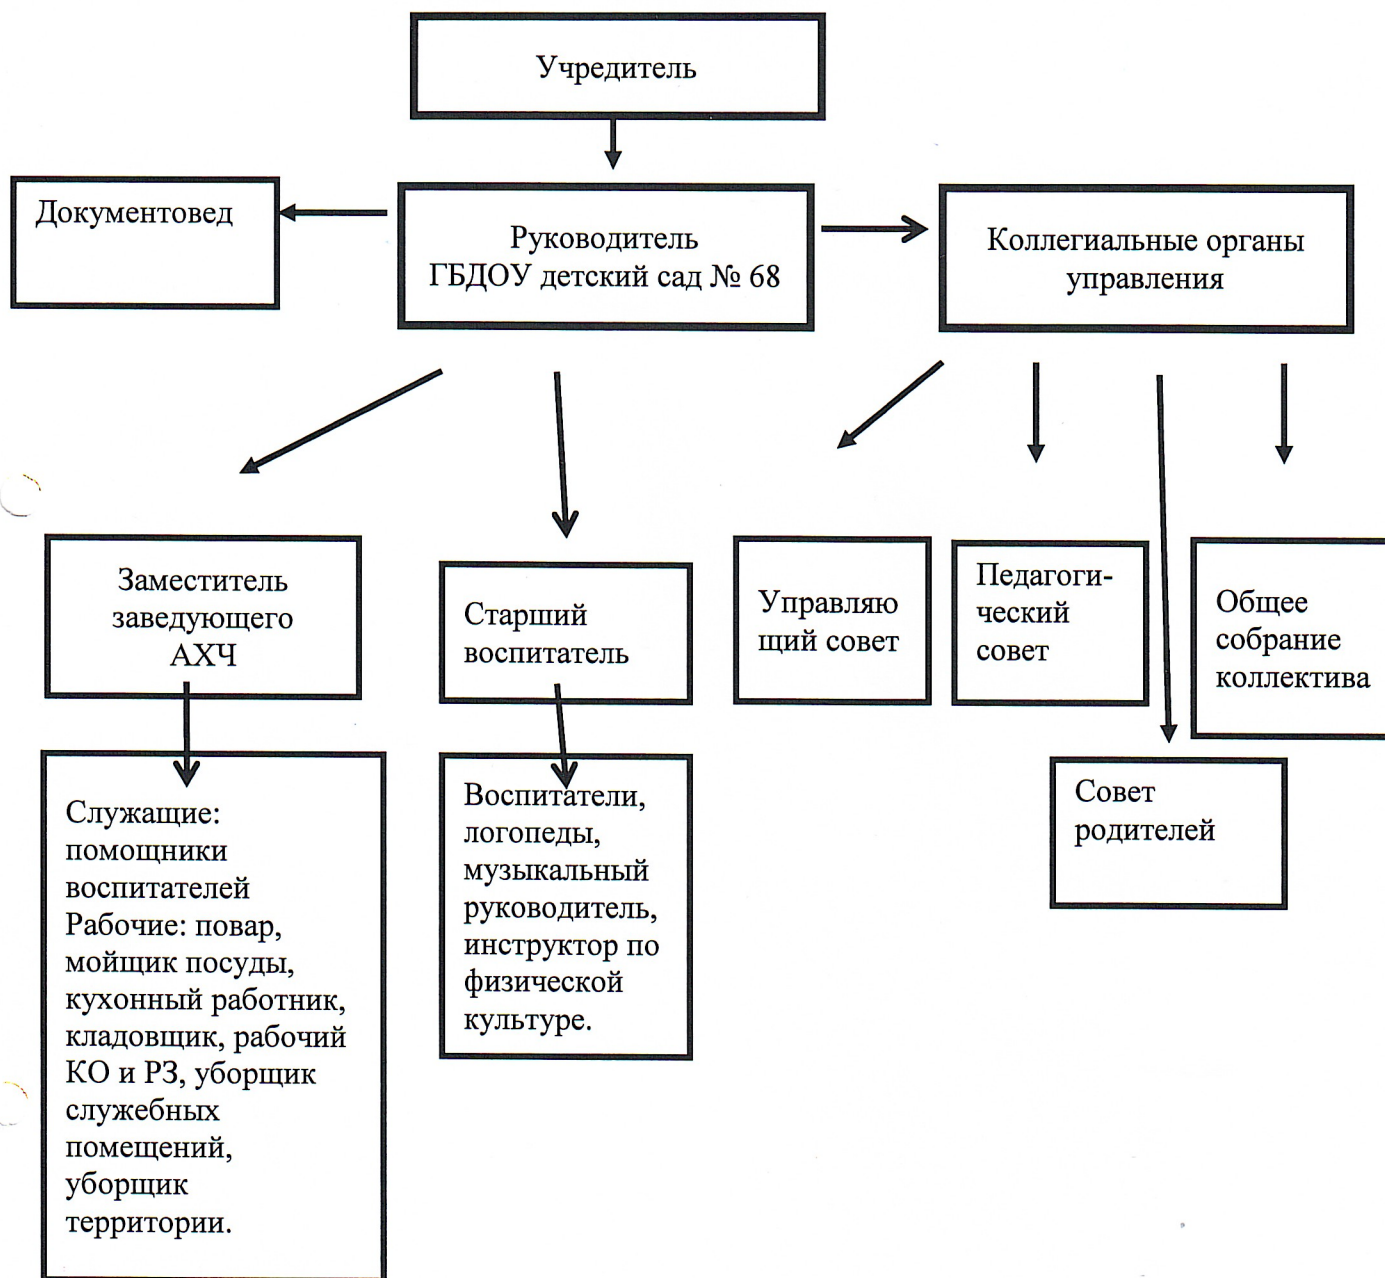 Учредитель
Документовед
Руководитель
ГБДОУ детский сад № 68
Коллегиальные органы
управления
Заместитель
заведующего
АХЧ
Старший
воспитатель
Управляю
щий совет
Педагоги-
ческий
совет
Общее
собрание
коллектива
Служащие:
помощники
воспитателей
Рабочие: повар,
мойщик посуды,
кухонный работник,
кладовщик, рабочий
КО и РЗ, уборщик
служебных
помещений,
уборщик
территории.
Воспитатели,
логопеды,
музыкальный
руководитель,
инструктор по
физической
культуре.
Совет
родителей